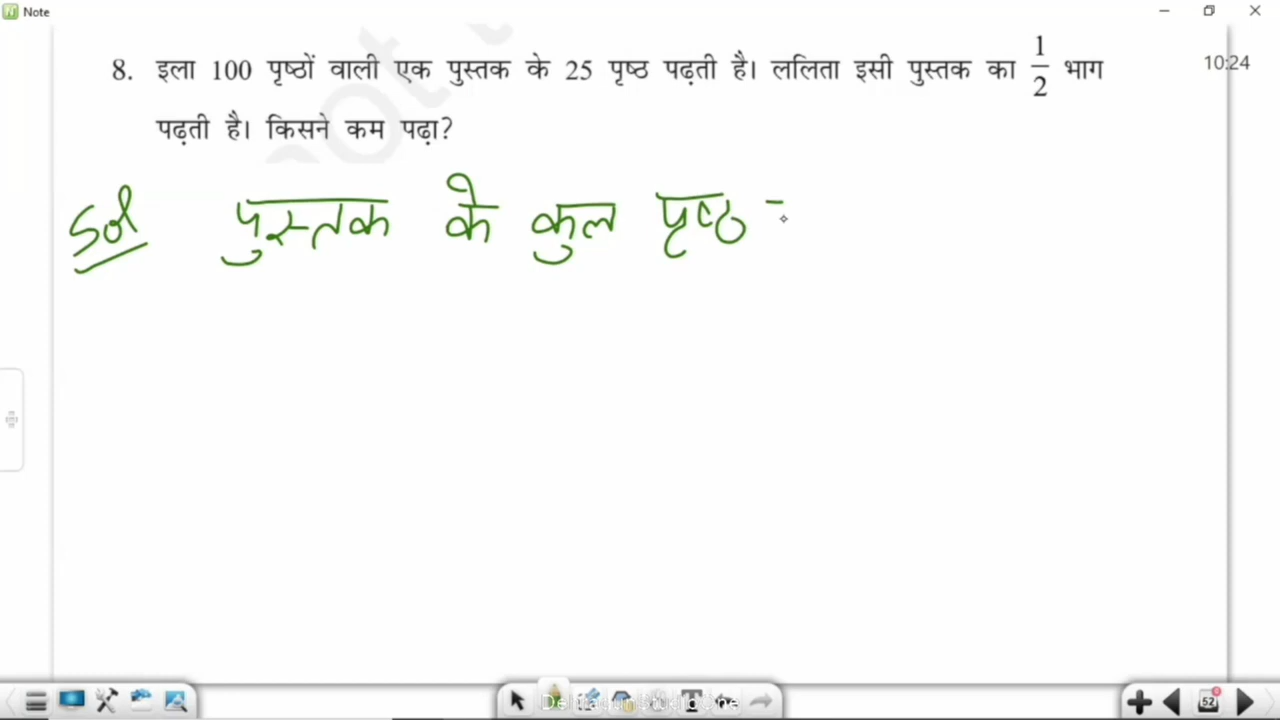 Note
8. इला 100 पृष्ठों वाली एक पुस्तक के 25 पृष्ठ पढ़ती है। ललिता इसी पुस्तक का 1/2 भाग
10:24
पढ़ती है। किसने कम पढ़ा?
Sol पुस्तक के कुल पृष्ठ -
52